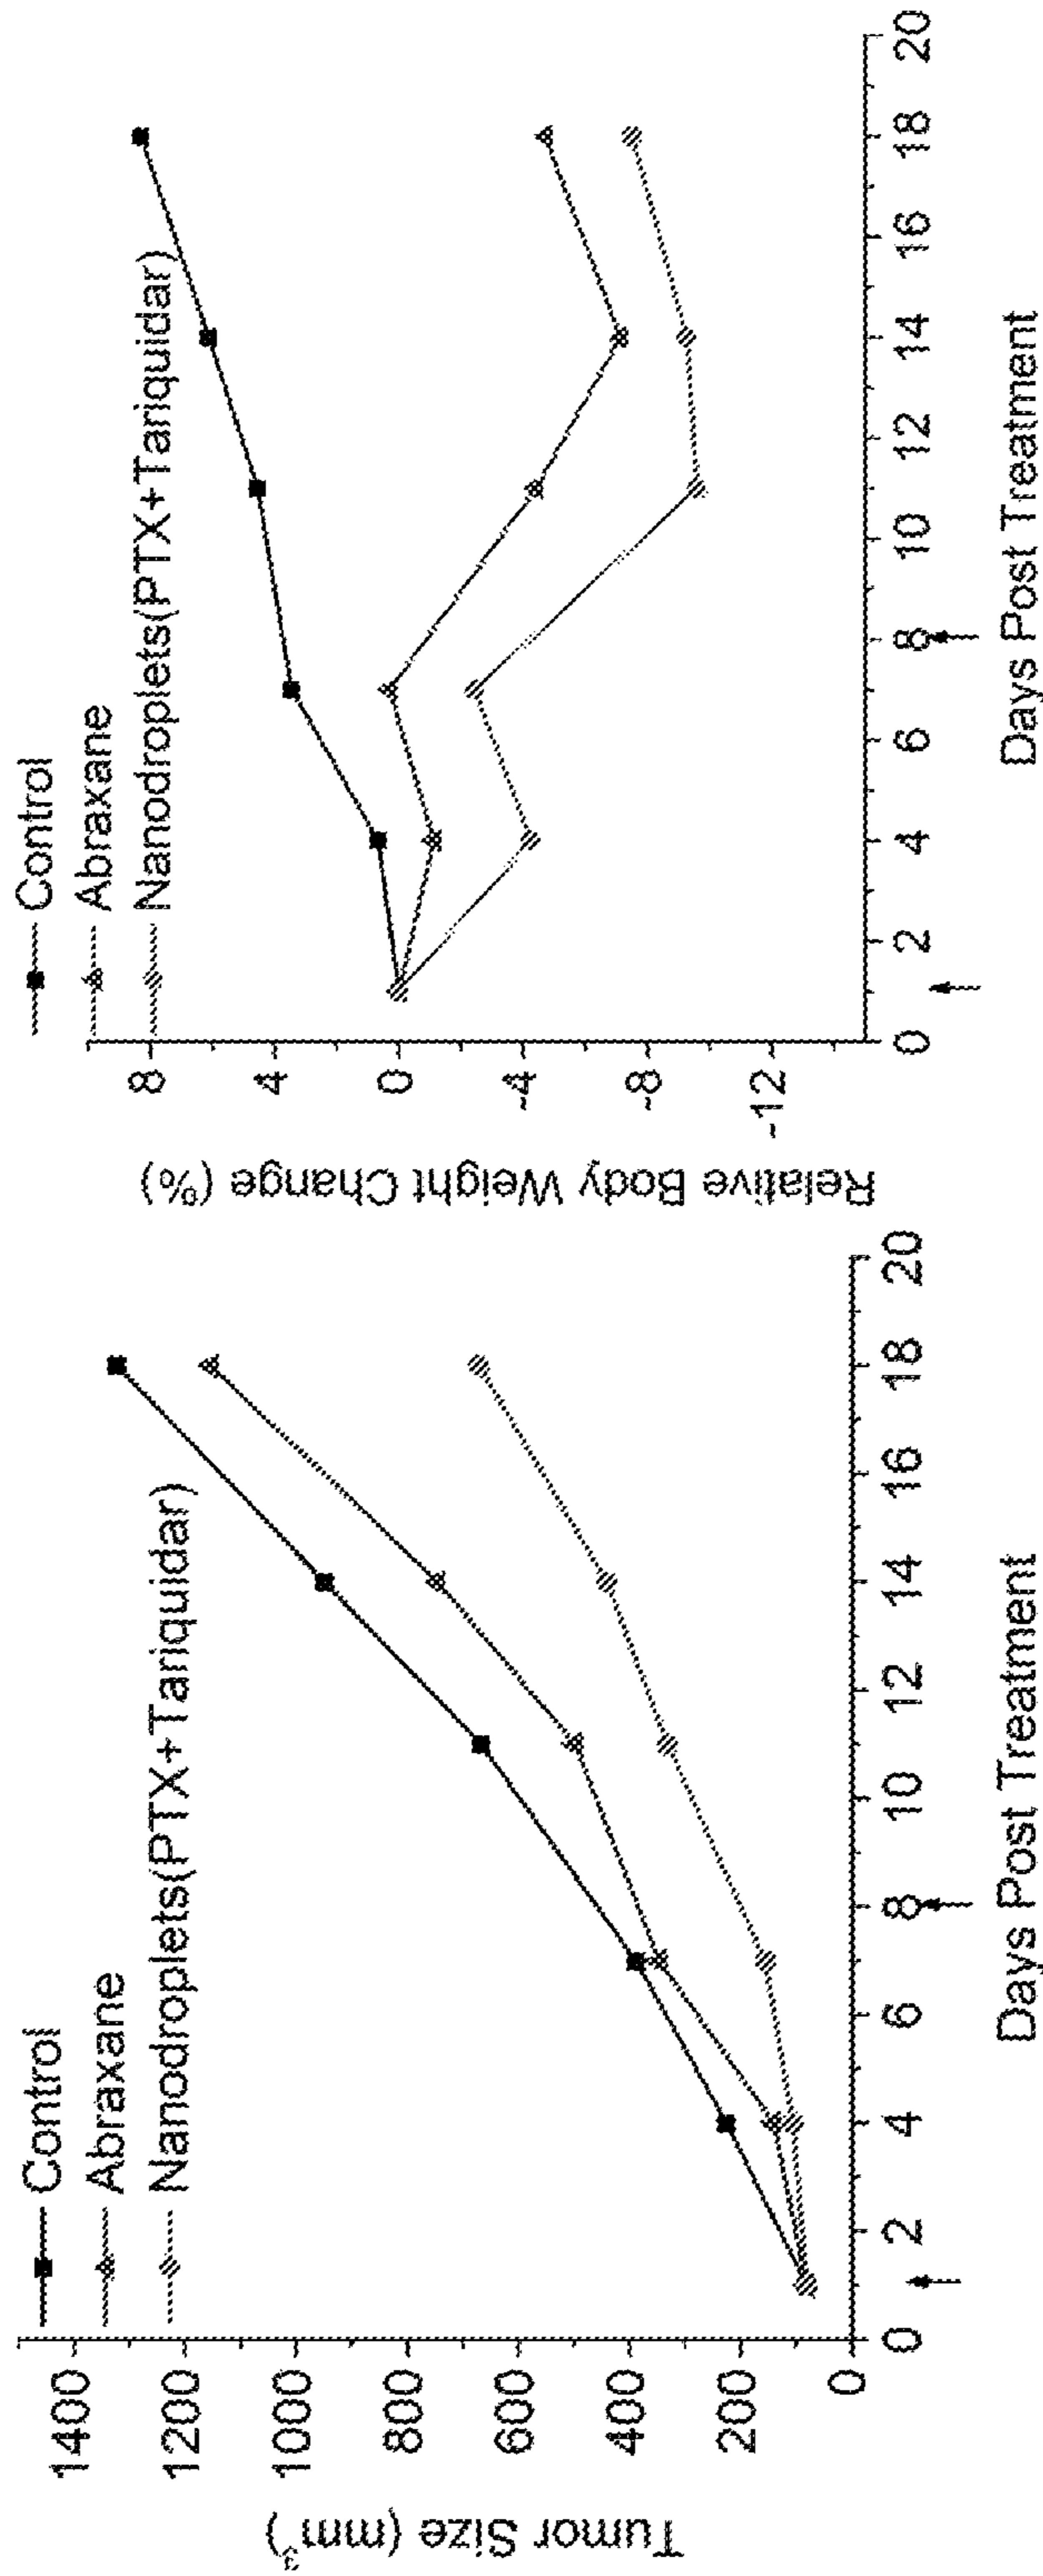 Control
Abraxane
Nanodroplets(PTX+Tariquidar)
Tumor Size (mm³)
1400
1200
1000
800
600
400
200
0
0 2 4 6 8 10 12 14 16 18 20
Days Post Treatment
Control
Abraxane
Nanodroplets(PTX+Tariquidar)
Relative Body Weight Change (%)
8
4
0
-4
-8
-12
0 2 4 6 8 10 12 14 16 18 20
Days Post Treatment